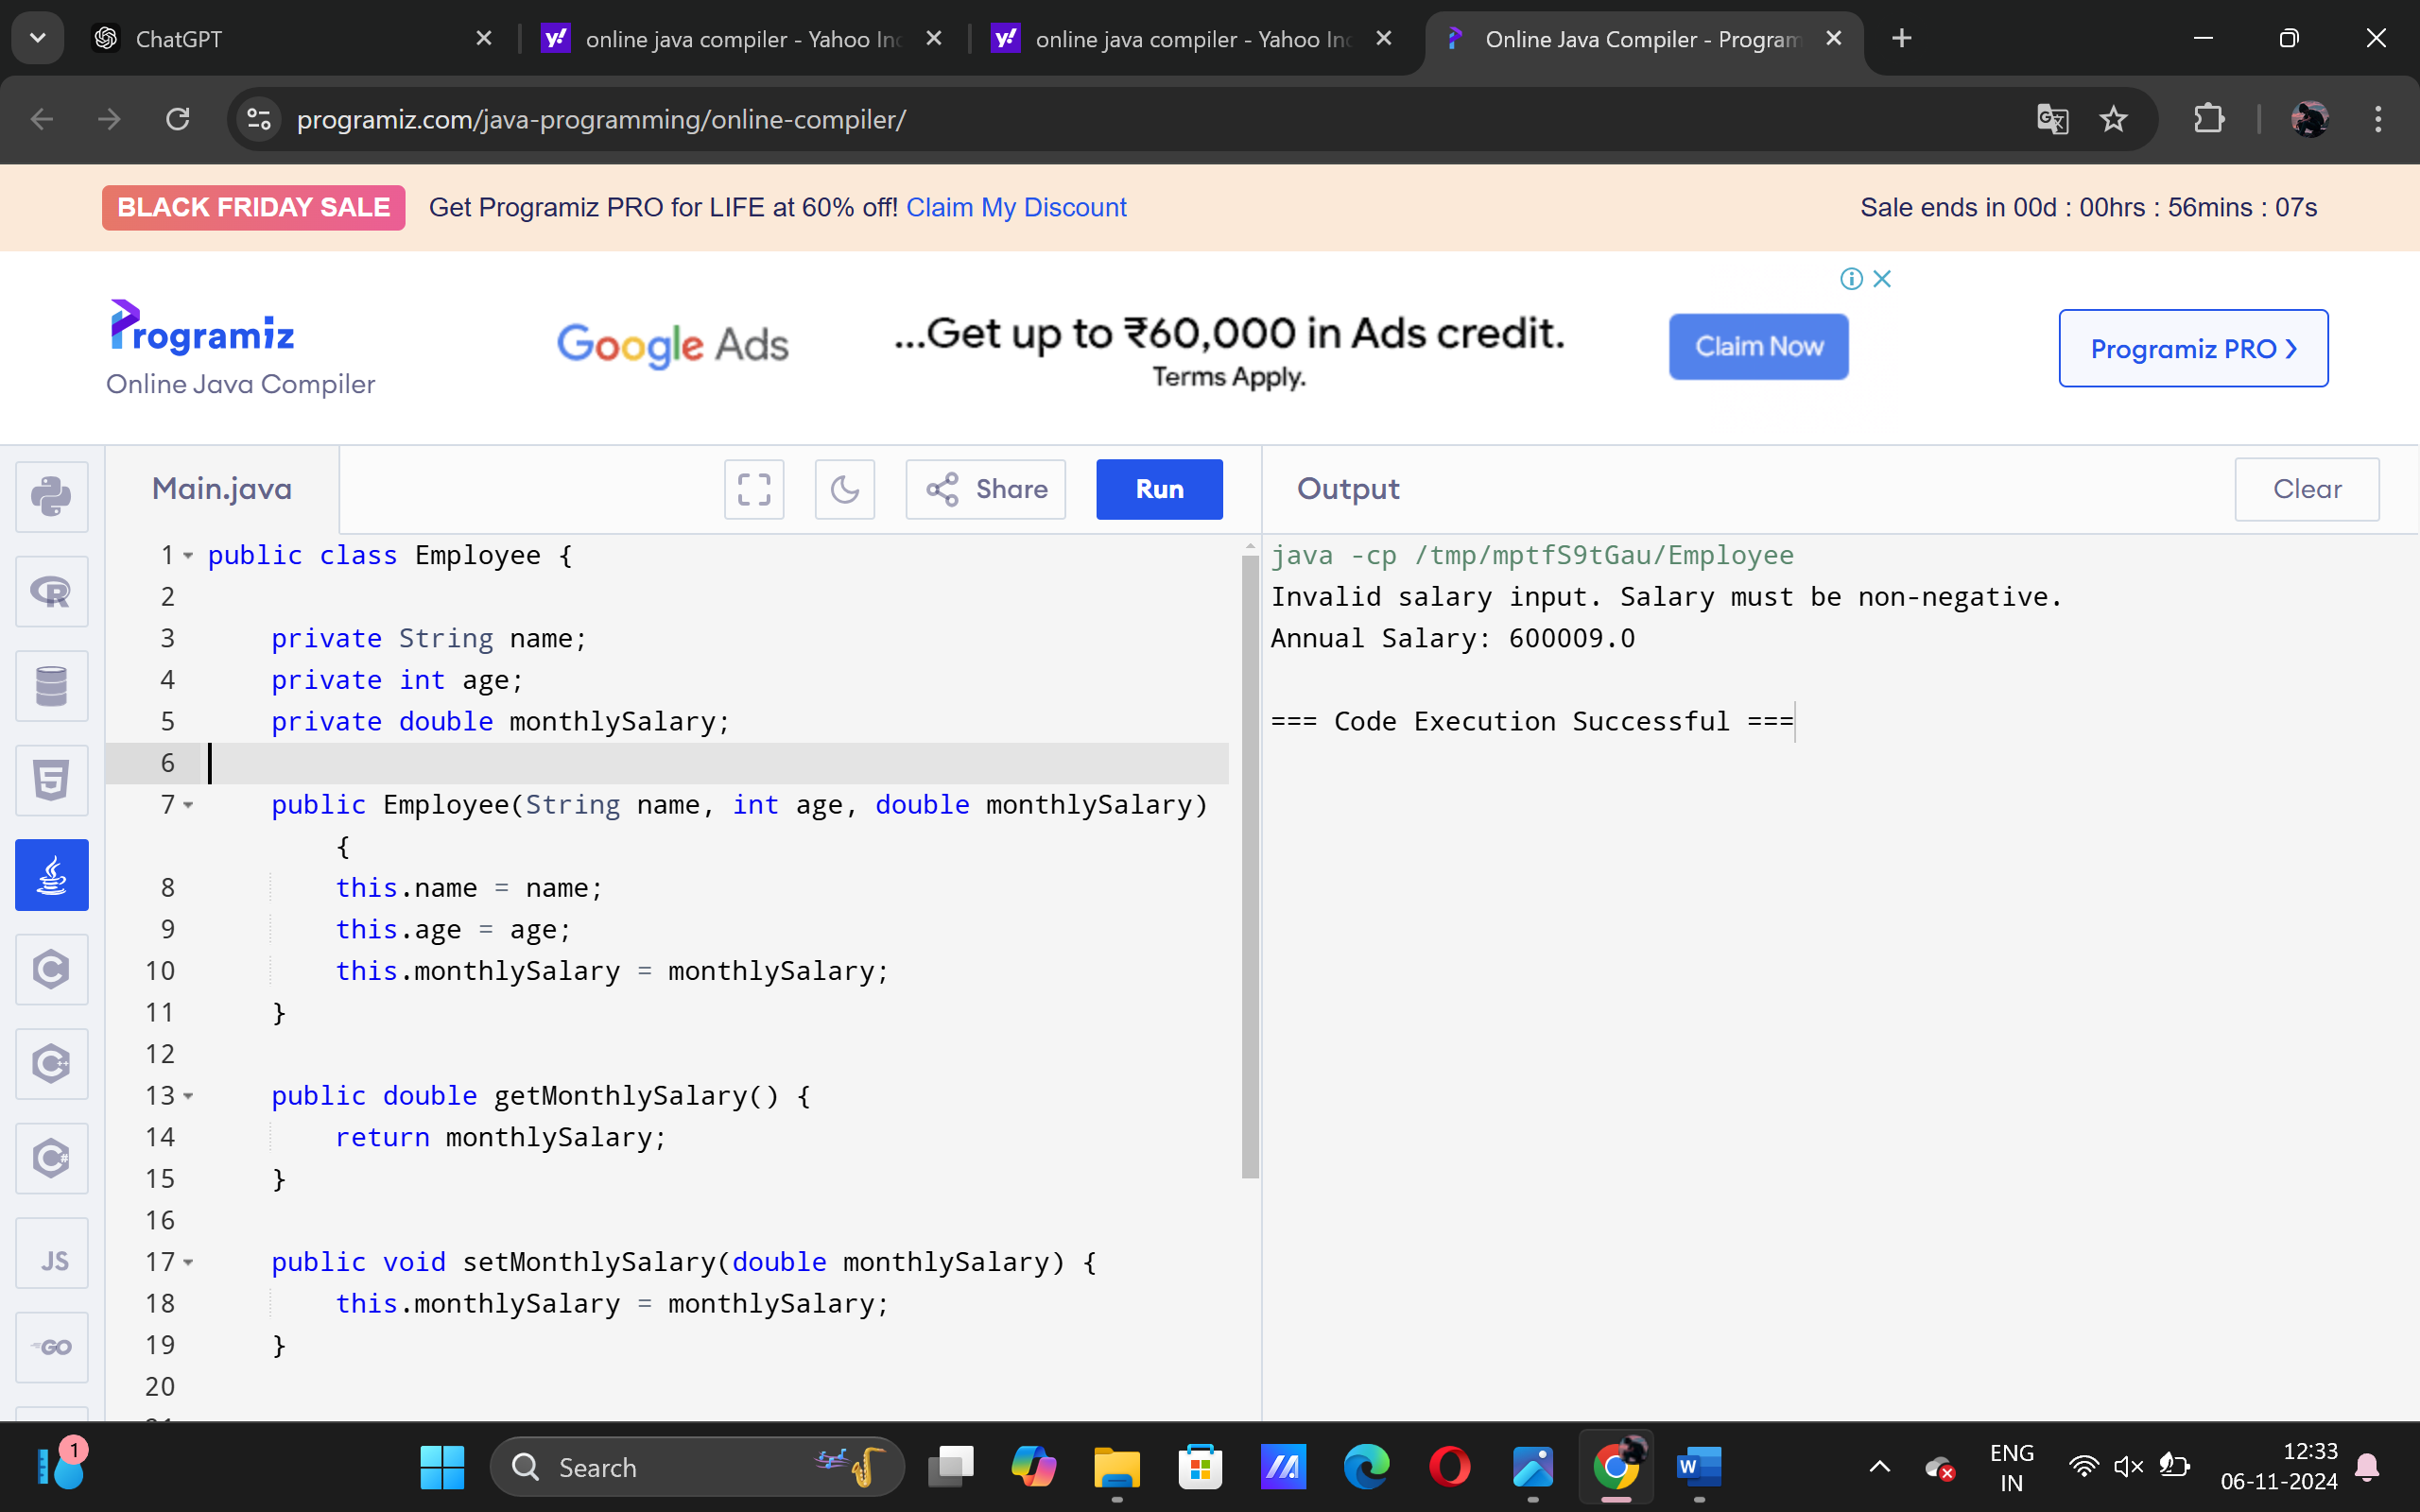 ChatGPT
online java compiler - Yahoo Inc
online java compiler - Yahoo Inc
Online Java Compiler - Program
programiz.com/java-programming/online-compiler/
BLACK FRIDAY SALE Get Programiz PRO for LIFE at 60% off! Claim My Discount
Sale ends in 00d : 00hrs : 56mins : 07s
Programiz
Online Java Compiler
Google Ads
...Get up to ₹60,000 in Ads credit.
Terms Apply.
Claim Now
Programiz PRO ›
Main.java
Share
Run
Output
Clear
1 public class Employee {
2
3 private String name;
4 private int age;
5 private double monthlySalary;
6
7 public Employee(String name, int age, double monthlySalary)
{
8 this.name = name;
9 this.age = age;
10 this.monthlySalary = monthlySalary;
11 }
12
13 public double getMonthlySalary() {
14 return monthlySalary;
15 }
16
17 public void setMonthlySalary(double monthlySalary) {
18 this.monthlySalary = monthlySalary;
19 }
20
java -cp /tmp/mptfS9tGau/Employee
Invalid salary input. Salary must be non-negative.
Annual Salary: 600009.0
=== Code Execution Successful ===
R
5
C
C++
C#
JS
GO
1
Search
W
ENG
IN
12:33
06-11-2024